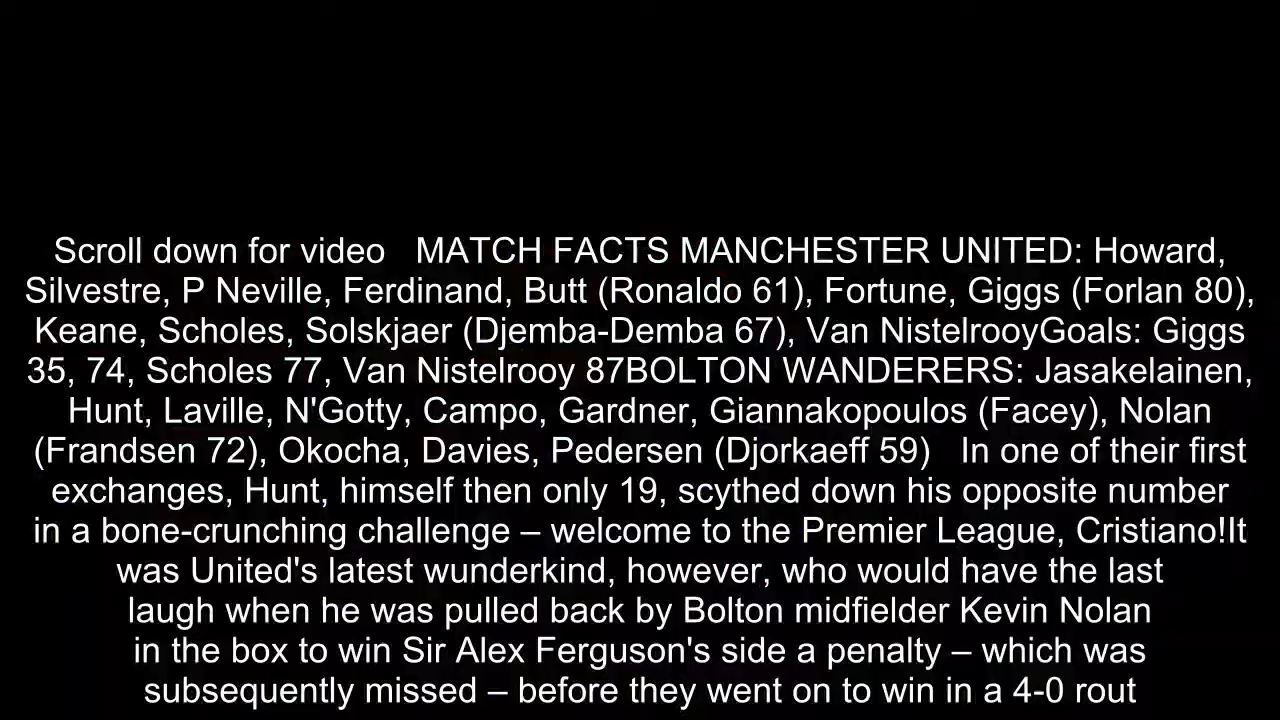 Scroll down for video   MATCH FACTS MANCHESTER UNITED: Howard,
Silvestre, P Neville, Ferdinand, Butt (Ronaldo 61), Fortune, Giggs (Forlan 80),
Keane, Scholes, Solskjaer (Djemba-Demba 67), Van NistelrooyGoals: Giggs
35, 74, Scholes 77, Van Nistelrooy 87BOLTON WANDERERS: Jasakelainen,
Hunt, Laville, N'Gotty, Campo, Gardner, Giannakopoulos (Facey), Nolan
(Frandsen 72), Okocha, Davies, Pedersen (Djorkaeff 59)   In one of their first
exchanges, Hunt, himself then only 19, scythed down his opposite number
in a bone-crunching challenge – welcome to the Premier League, Cristiano!It
was United's latest wunderkind, however, who would have the last
laugh when he was pulled back by Bolton midfielder Kevin Nolan
in the box to win Sir Alex Ferguson's side a penalty – which was
subsequently missed – before they went on to win in a 4-0 rout